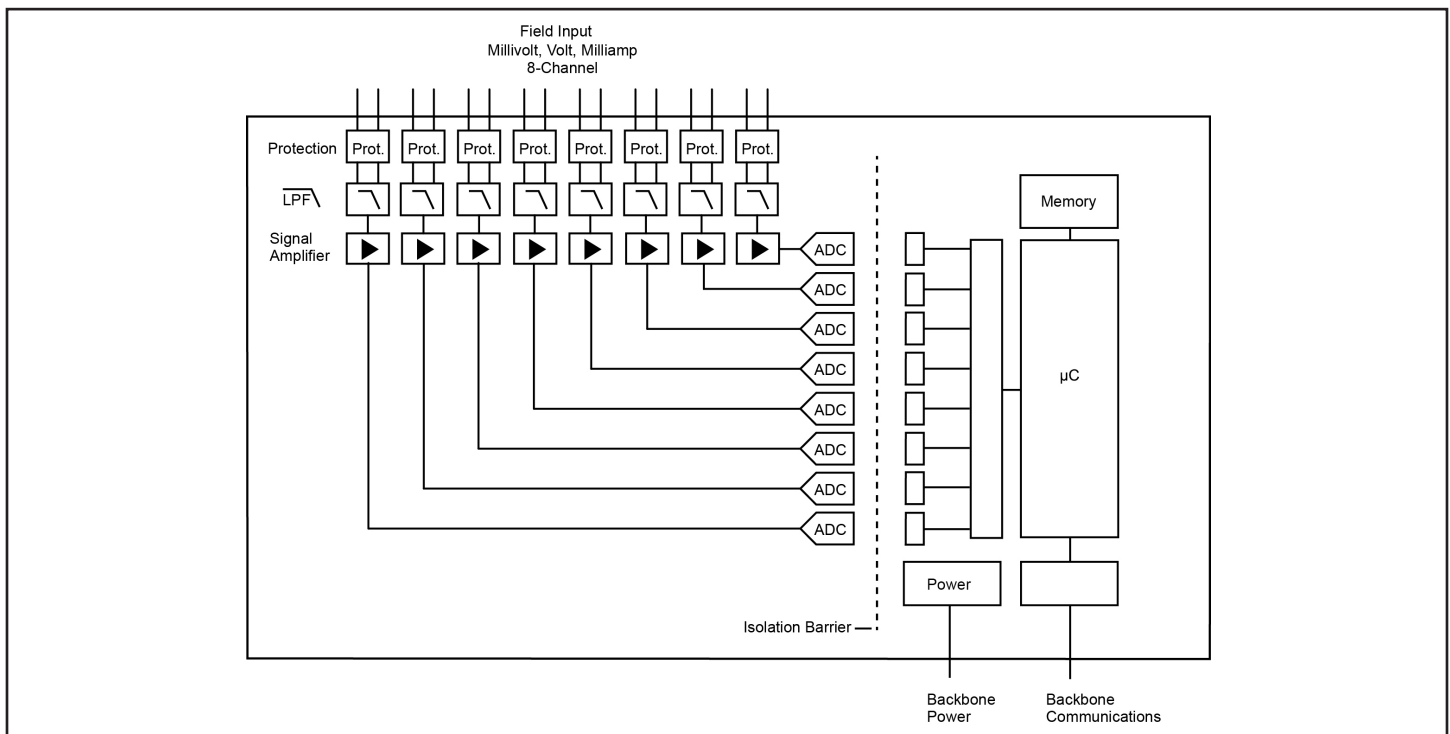 Field Input
Millivolt, Volt, Milliamp
8-Channel
Protection
Prot.
Prot.
Prot.
Prot.
Prot.
Prot.
Prot.
Prot.
LPF
Signal
Amplifier
ADC
ADC
ADC
ADC
ADC
ADC
ADC
ADC
Memory
µC
Power
Isolation Barrier
Backbone
Power
Backbone
Communications